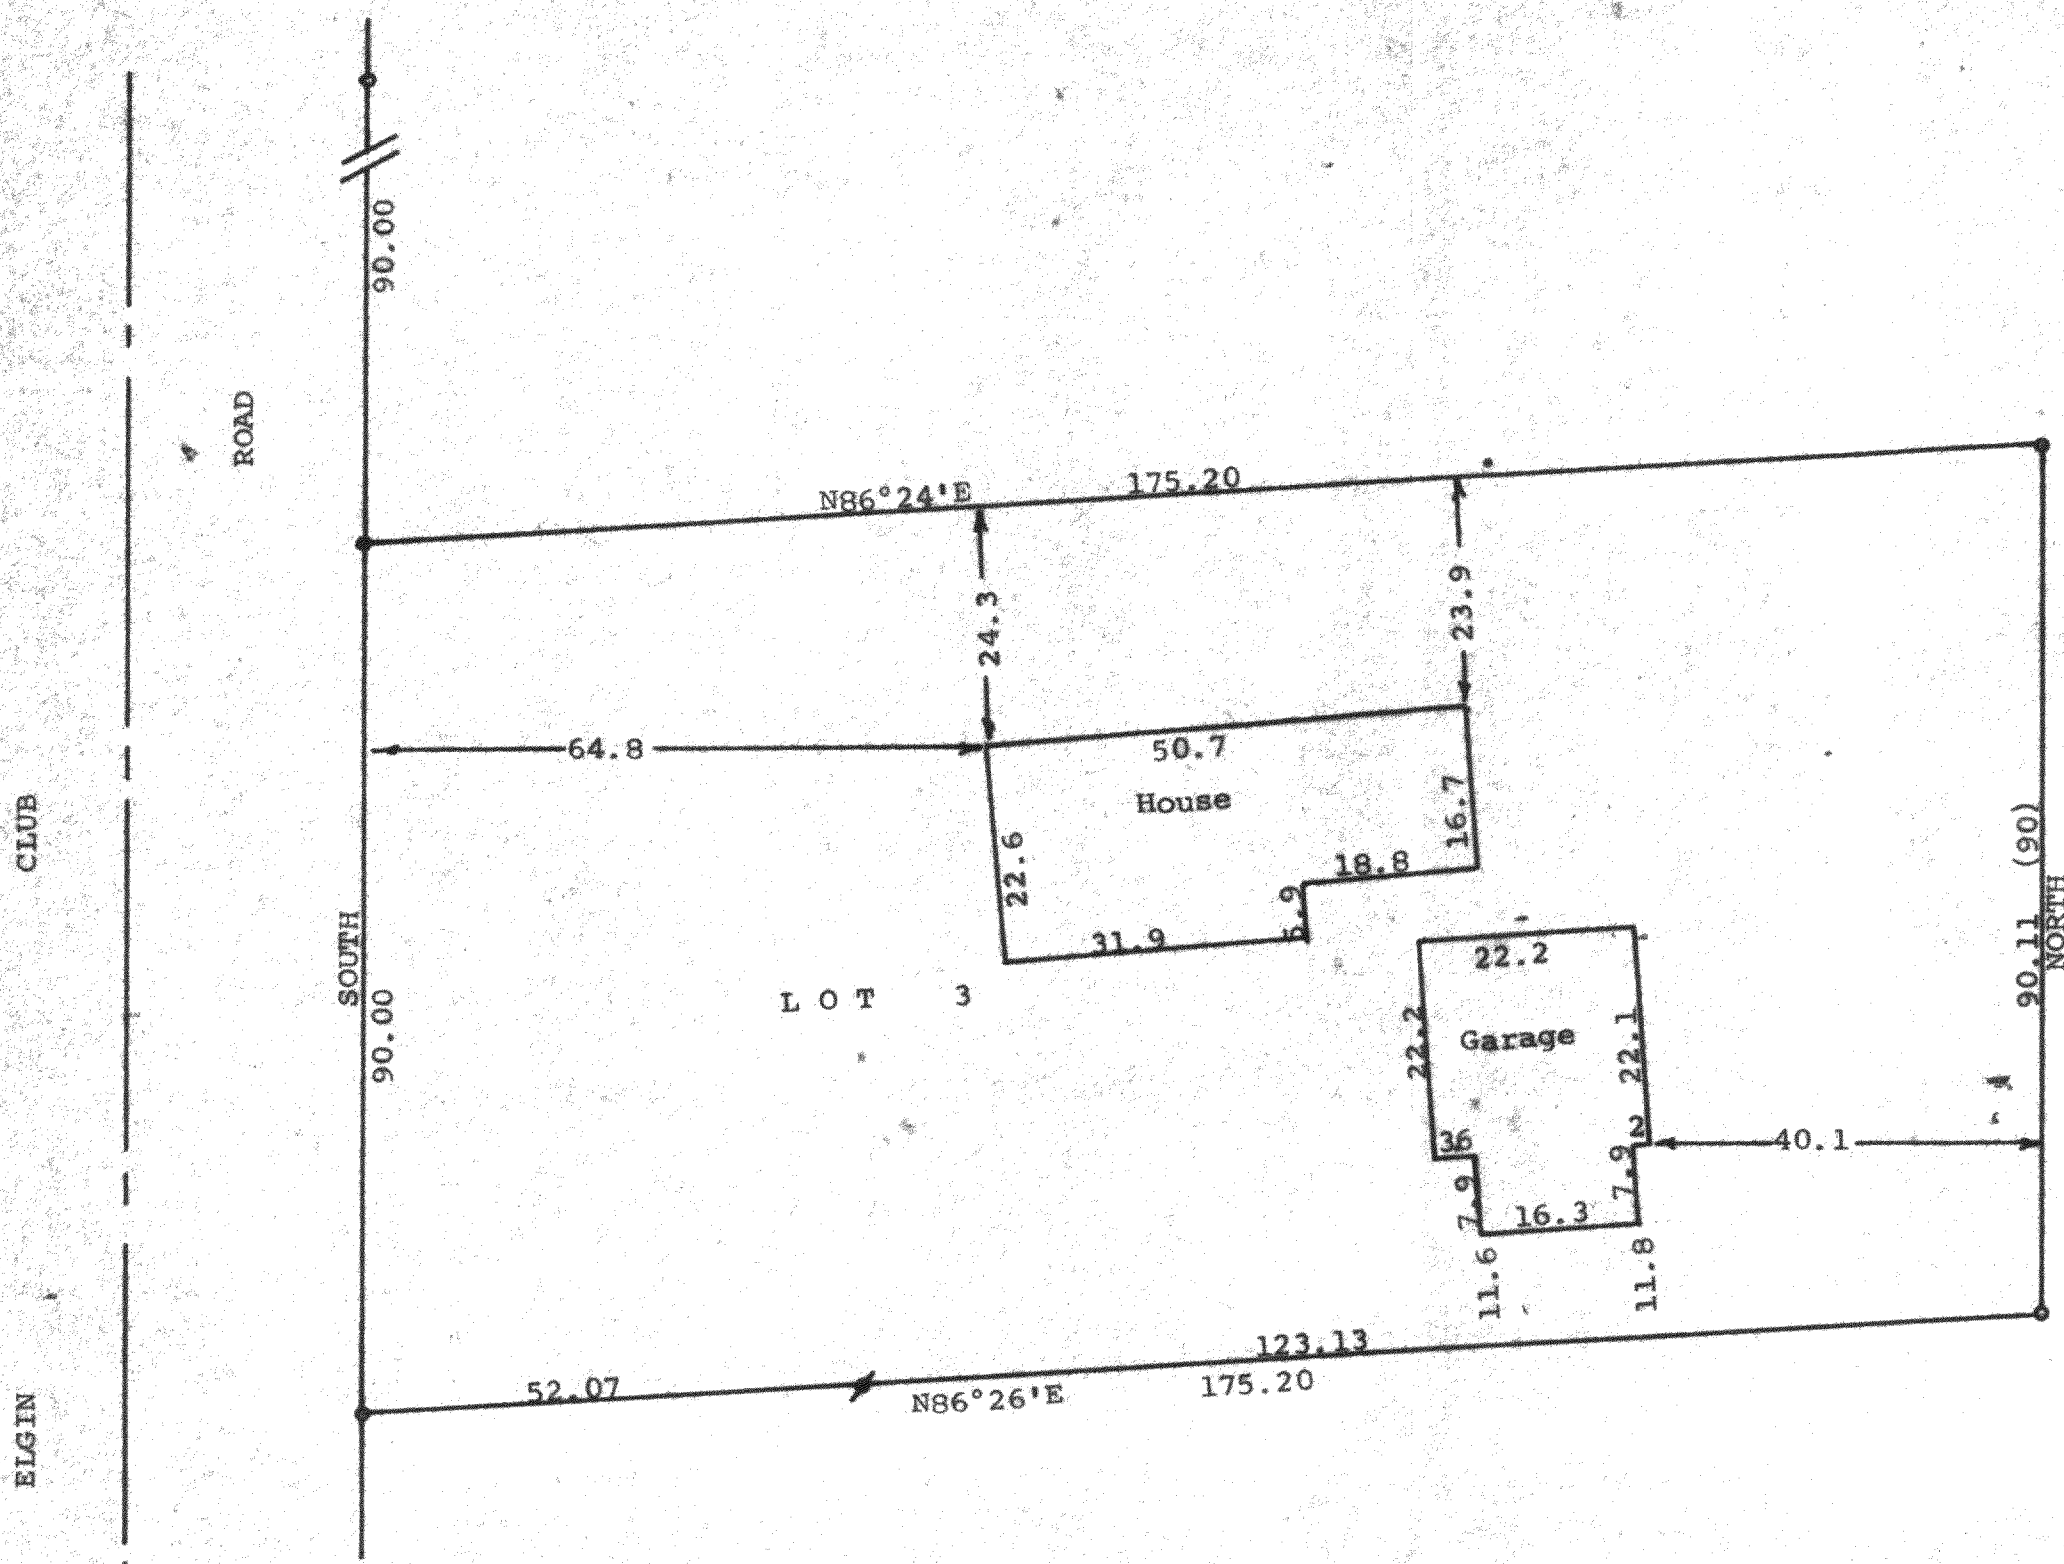 90.00
ROAD
N86°24'E 175.20
24.3
23.9
64.8
50.7
House
16.7
22.6
18.8
5.9
31.9
CLUB
SOUTH
90.00
LOT 3
22.2
22.2
Garage
22.1
36
2
7.9
7.9
16.3
40.1
90.11 (90)
NORTH
11.6
11.8
123.13
52.07
N86°26'E 175.20
ELGIN